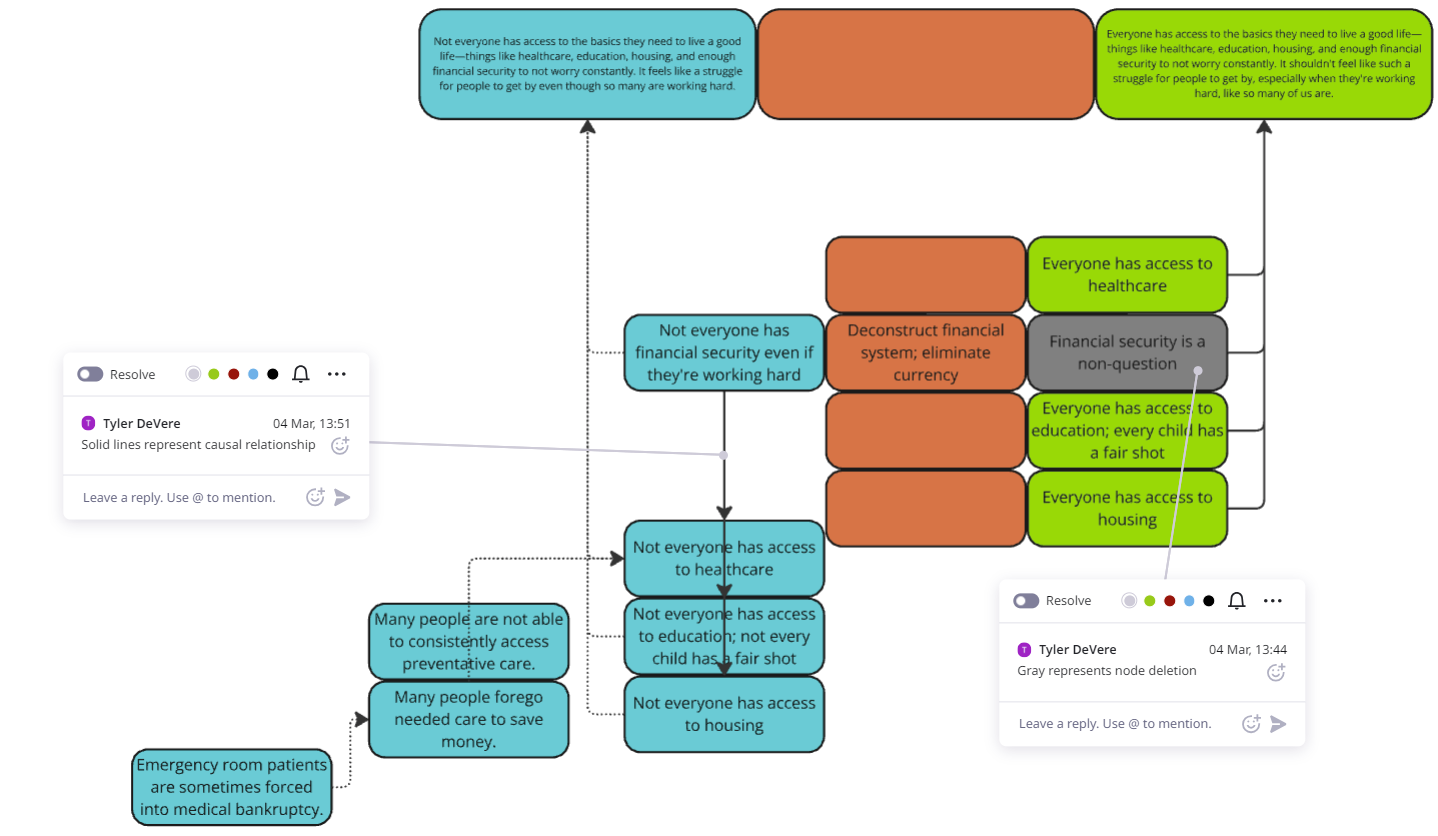 Not everyone has access to the basics they need to live a good
life—things like healthcare, education, housing, and enough
financial security to not worry constantly. It feels like a struggle
for people to get by even though so many are working hard.
Everyone has access to the basics they need to live a good life—
things like healthcare, education, housing, and enough financial
security to not worry constantly. It shouldn't feel like such a
struggle for people to get by, especially when they're working
hard, like so many of us are.
Everyone has access to
healthcare
Not everyone has
financial security even if
they're working hard
Deconstruct financial
system; eliminate
currency
Financial security is a
non-question
Everyone has access to
education; every child has
a fair shot
Everyone has access to
housing
Resolve
T Tyler DeVere 04 Mar, 13:51
Solid lines represent causal relationship
Leave a reply. Use @ to mention.
Not everyone has access
to healthcare
Not everyone has access
to education; not every
child has a fair shot
Not everyone has access
to housing
Many people are not able
to consistently access
preventative care.
Many people forego
needed care to save
money.
Emergency room patients
are sometimes forced
into medical bankruptcy.
Resolve
T Tyler DeVere 04 Mar, 13:44
Gray represents node deletion
Leave a reply. Use @ to mention.